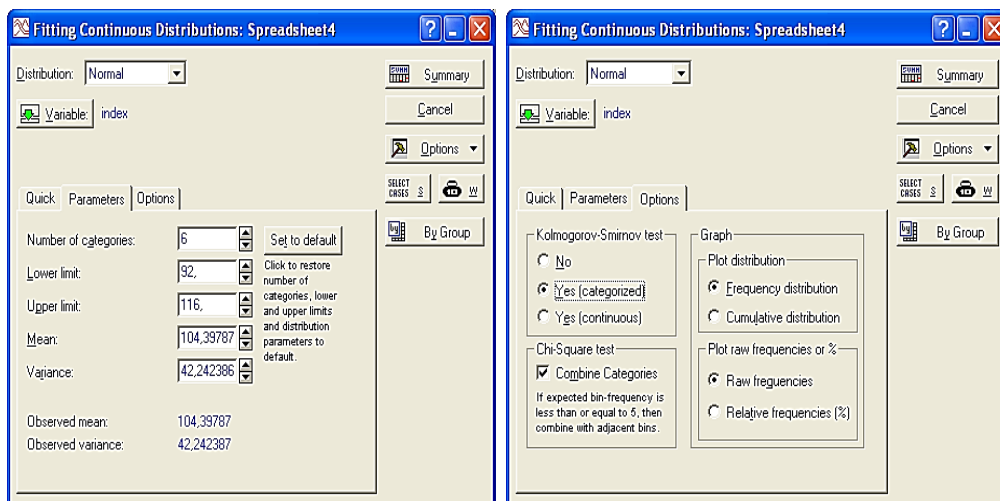 Fitting Continuous Distributions: Spreadsheet4
Distribution: Normal
Summary
Variable: index
Cancel
Options
SELECT CASES S
W
By Group
Quick
Parameters
Options
Number of categories: 6
Set to default
Lower limit: 92,
Upper limit: 116,
Mean: 104,39787
Variance: 42,242386
Click to restore
number of
categories, lower
and upper limits
and distribution
parameters to
default.
Observed mean: 104,39787
Observed variance: 42,242387
Fitting Continuous Distributions: Spreadsheet4
Distribution: Normal
Summary
Variable: index
Cancel
Options
SELECT CASES S
W
By Group
Quick
Parameters
Options
Kolmogorov-Smirnov test
No
Yes (categorized)
Yes (continuous)
Chi-Square test
Combine Categories
If expected bin-frequency is
less than or equal to 5, then
combine with adjacent bins.
Graph
Plot distribution
Frequency distribution
Cumulative distribution
Plot raw frequencies or %
Raw frequencies
Relative frequencies (%)